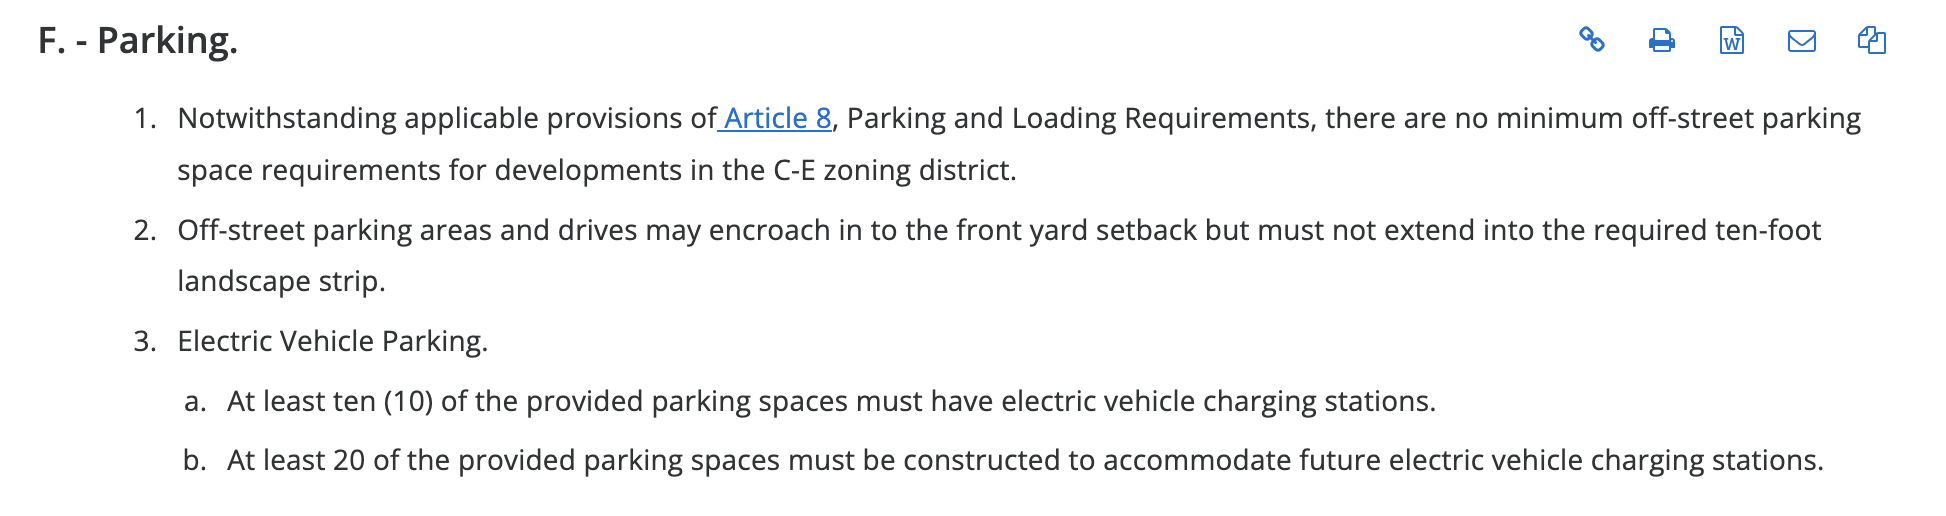 F. - Parking.
1. Notwithstanding applicable provisions of Article 8, Parking and Loading Requirements, there are no minimum off-street parking
space requirements for developments in the C-E zoning district.
2. Off-street parking areas and drives may encroach in to the front yard setback but must not extend into the required ten-foot
landscape strip.
3. Electric Vehicle Parking.
a. At least ten (10) of the provided parking spaces must have electric vehicle charging stations.
b. At least 20 of the provided parking spaces must be constructed to accommodate future electric vehicle charging stations.